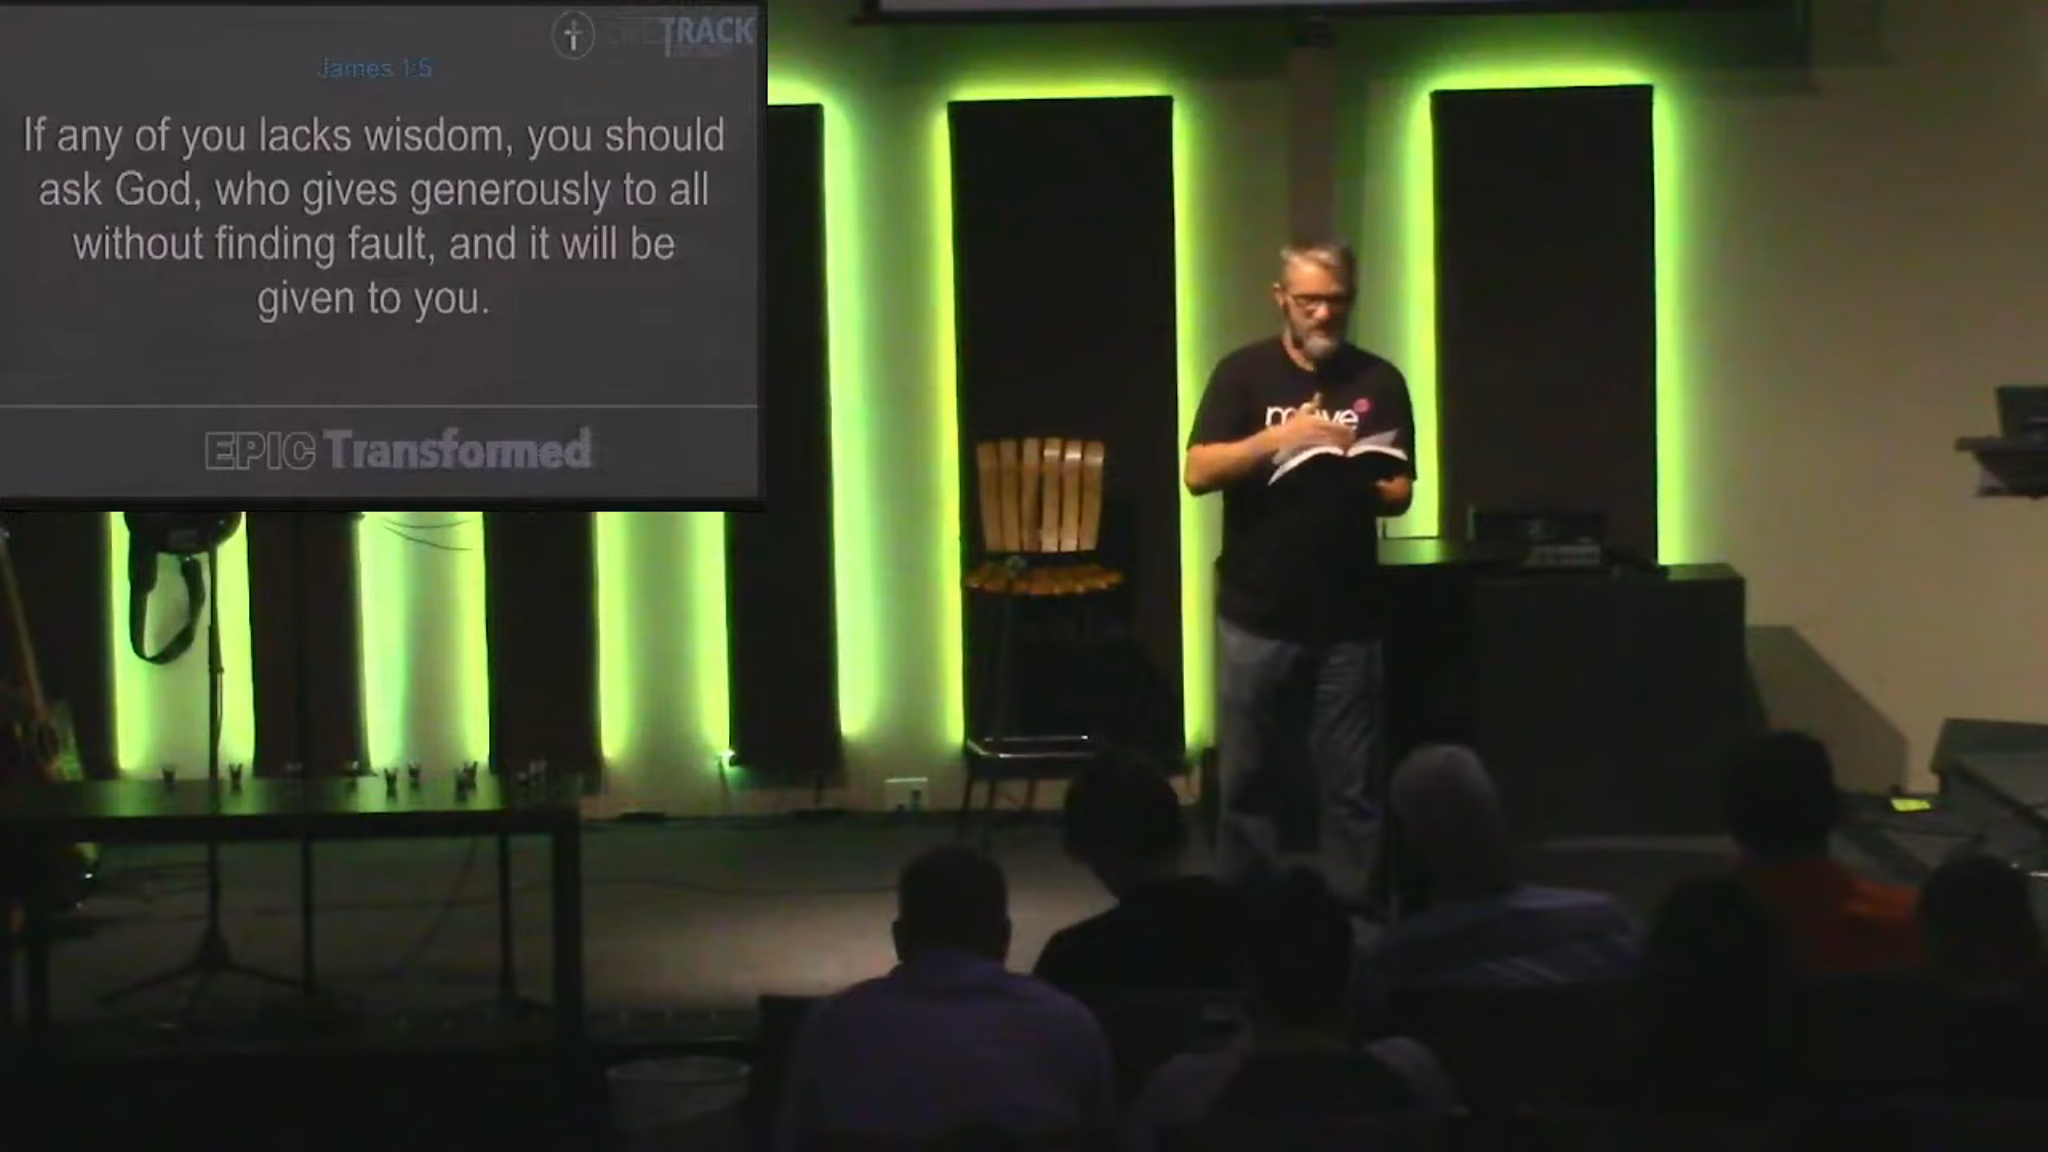 TRACK
James 1:5
If any of you lacks wisdom, you should
ask God, who gives generously to all
without finding fault, and it will be
given to you.
EPIC Transformed